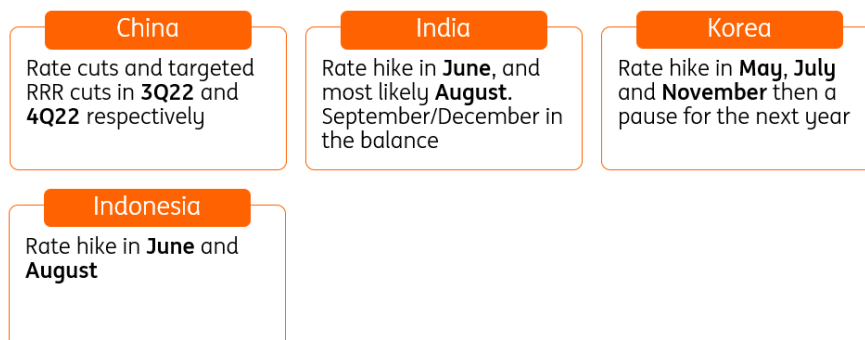 China
Rate cuts and targeted
RRR cuts in 3Q22 and
4Q22 respectively
India
Rate hike in June, and
most likely August.
September/December in
the balance
Korea
Rate hike in May, July
and November then a
pause for the next year
Indonesia
Rate hike in June and
August